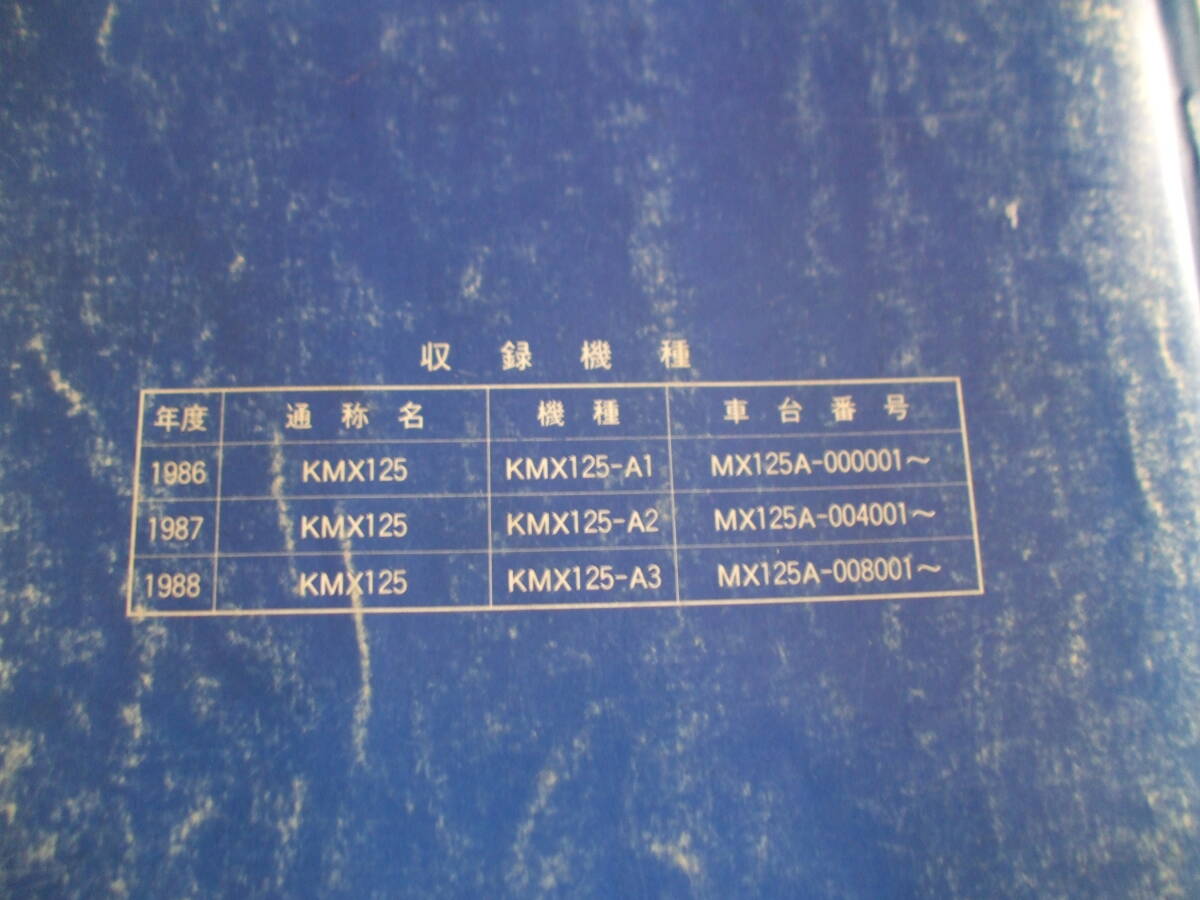 収録機種
年度 通称名 機種 車台番号
1986 KMX125 KMX125-A1 MX125A-000001～
1987 KMX125 KMX125-A2 MX125A-004001～
1988 KMX125 KMX125-A3 MX125A-008001～